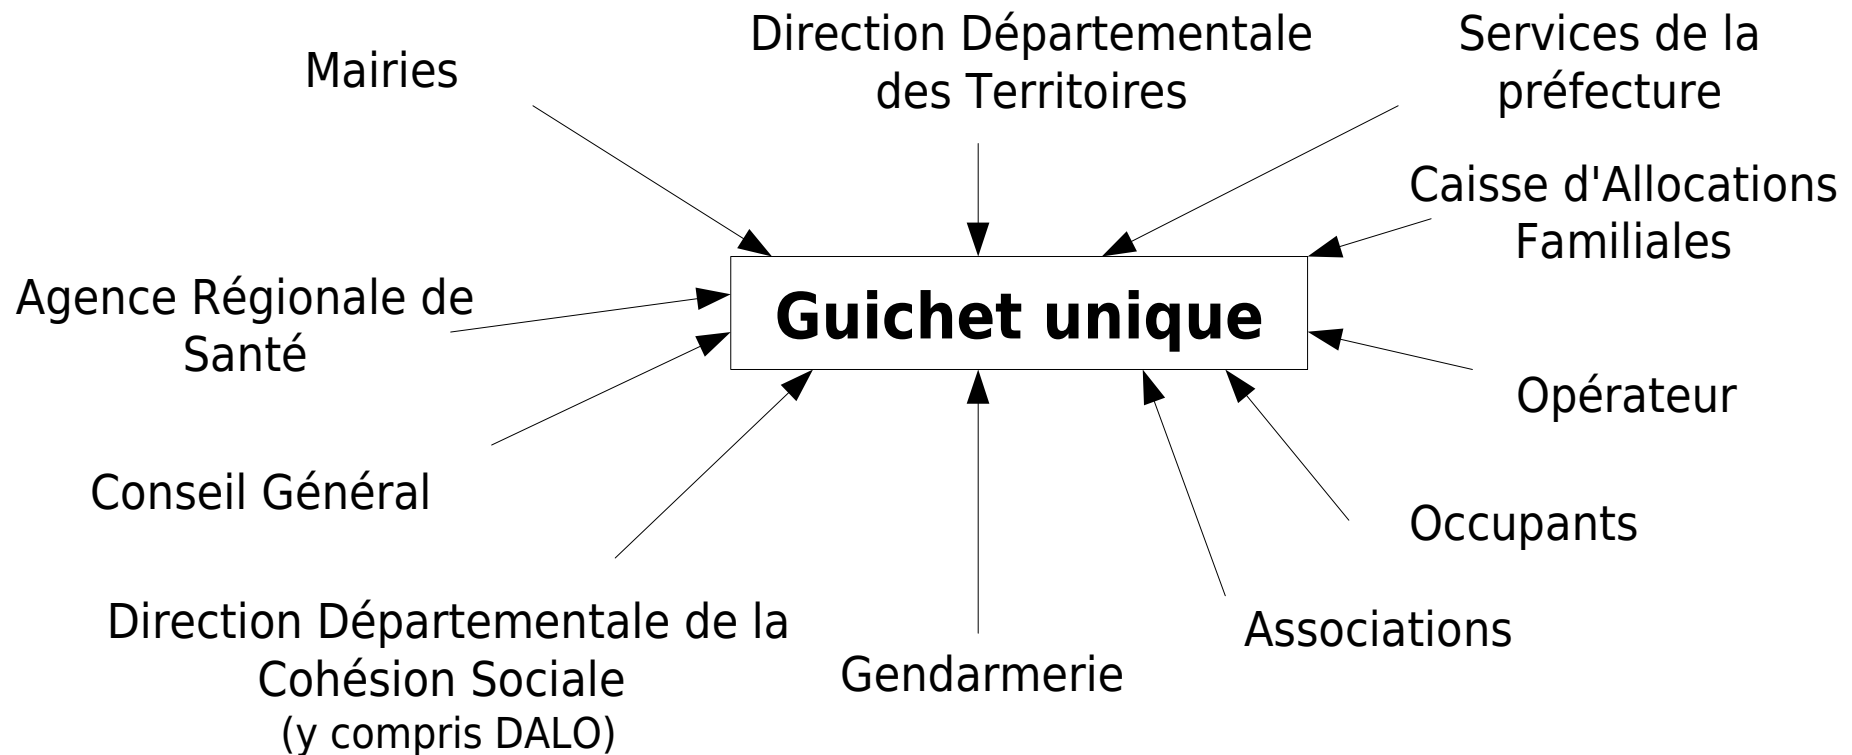 Mairies
Direction Départementale
des Territoires
Services de la
préfecture
Caisse d'Allocations
Familiales
Agence Régionale de
Santé
Guichet unique
Opérateur
Conseil Général
Occupants
Direction Départementale de la
Cohésion Sociale
(y compris DALO)
Gendarmerie
Associations